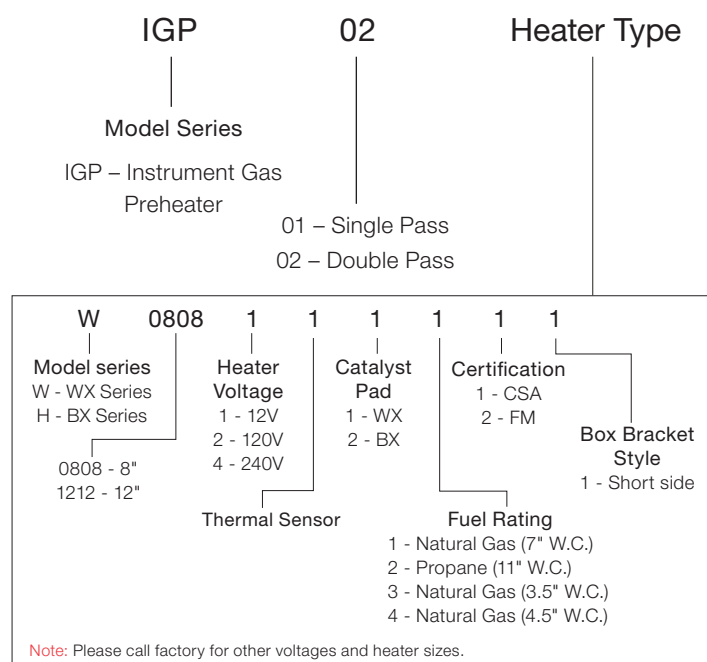 IGP 02 Heater Type
Model Series
IGP – Instrument Gas
Preheater
01 – Single Pass
02 – Double Pass
W 0808 1 1 1 1 1 1
Model series
W - WX Series
H - BX Series
0808 - 8"
1212 - 12"
Heater
Voltage
1 - 12V
2 - 120V
4 - 240V
Thermal Sensor
Catalyst
Pad
1 - WX
2 - BX
Fuel Rating
1 - Natural Gas (7" W.C.)
2 - Propane (11" W.C.)
3 - Natural Gas (3.5" W.C.)
4 - Natural Gas (4.5" W.C.)
Certification
1 - CSA
2 - FM
Box Bracket
Style
1 - Short side
Note: Please call factory for other voltages and heater sizes.